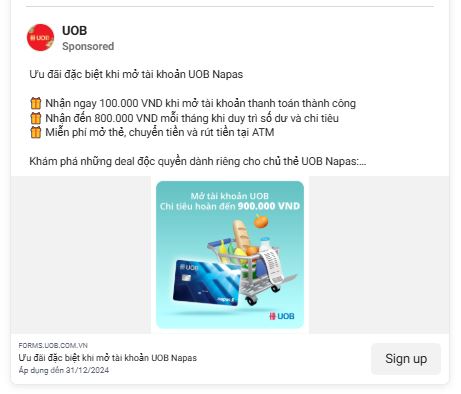 UOB
UOB
Sponsored
Ưu đãi đặc biệt khi mở tài khoản UOB Napas
Nhận ngay 100.000 VND khi mở tài khoản thanh toán thành công
Nhận đến 800.000 VND mỗi tháng khi duy trì số dư và chi tiêu
Miễn phí mở thẻ, chuyển tiền và rút tiền tại ATM
Khám phá những deal độc quyền dành riêng cho chủ thẻ UOB Napas:...
Mở tài khoản UOB
Chi tiêu hoàn đến 900.000 VND
UOB
napas
UOB
FORMS.UOB.COM.VN
Ưu đãi đặc biệt khi mở tài khoản UOB Napas
Áp dụng đến 31/12/2024
Sign up